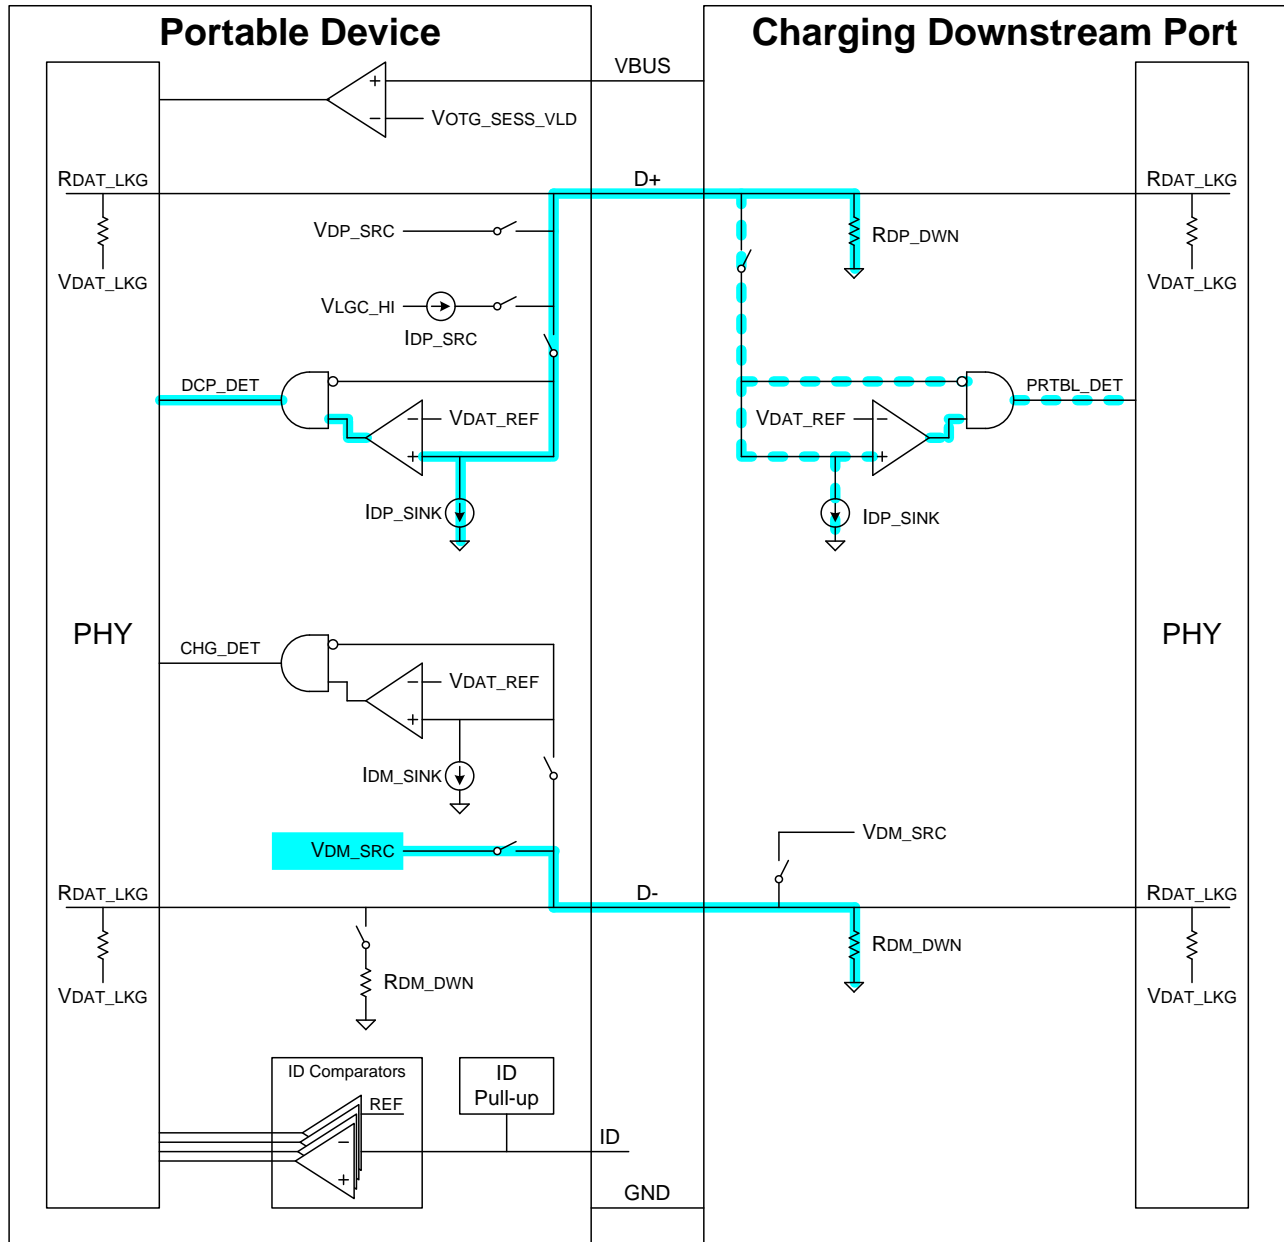 Portable Device
Charging Downstream Port
VBUS
+
−
VOTG_SESS_VLD
RDAT_LKG
D+
RDAT_LKG
VDP_SRC
RDP_DWN
VDAT_LKG
VDAT_LKG
VLGC_HI
IDP_SRC
DCP_DET
VDAT_REF
−
+
IDP_SINK
PRTBL_DET
VDAT_REF
−
+
IDP_SINK
PHY
PHY
CHG_DET
VDAT_REF
−
+
IDM_SINK
VDM_SRC
VDM_SRC
RDAT_LKG
D-
RDAT_LKG
RDM_DWN
RDM_DWN
VDAT_LKG
VDAT_LKG
ID Comparators
REF
−
+
ID
Pull-up
ID
GND